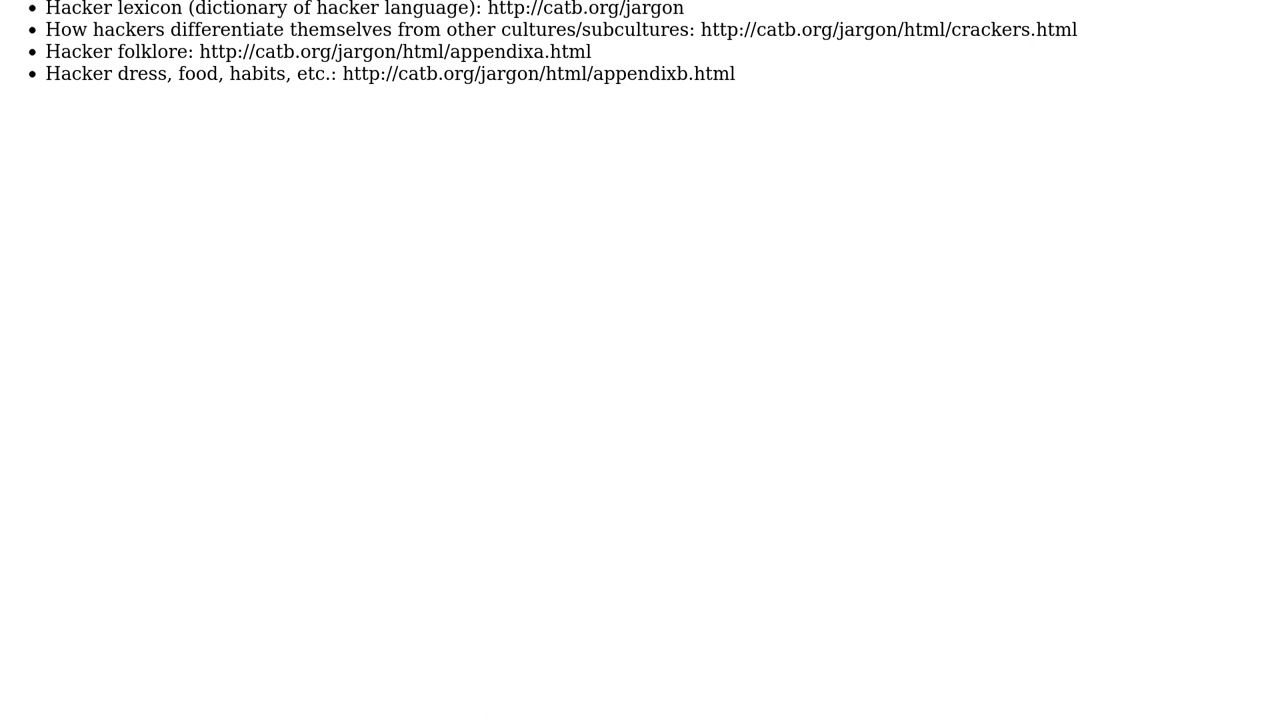 • Hacker lexicon (dictionary of hacker language): http://catb.org/jargon
• How hackers differentiate themselves from other cultures/subcultures: http://catb.org/jargon/html/crackers.html
• Hacker folklore: http://catb.org/jargon/html/appendixa.html
• Hacker dress, food, habits, etc.: http://catb.org/jargon/html/appendixb.html